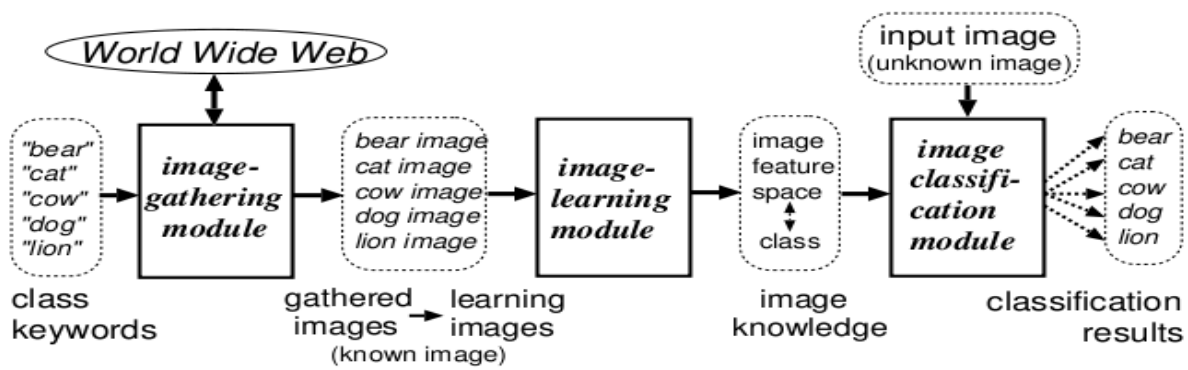 World Wide Web
"bear"
"cat"
"cow"
"dog"
"lion"
class
keywords
image-
gathering
module
bear image
cat image
cow image
dog image
lion image
gathered
images
learning
images
(known image)
image-
learning
module
image
feature
space
class
image
knowledge
input image
(unknown image)
image
classifi-
cation
module
bear
cat
cow
dog
lion
classification
results